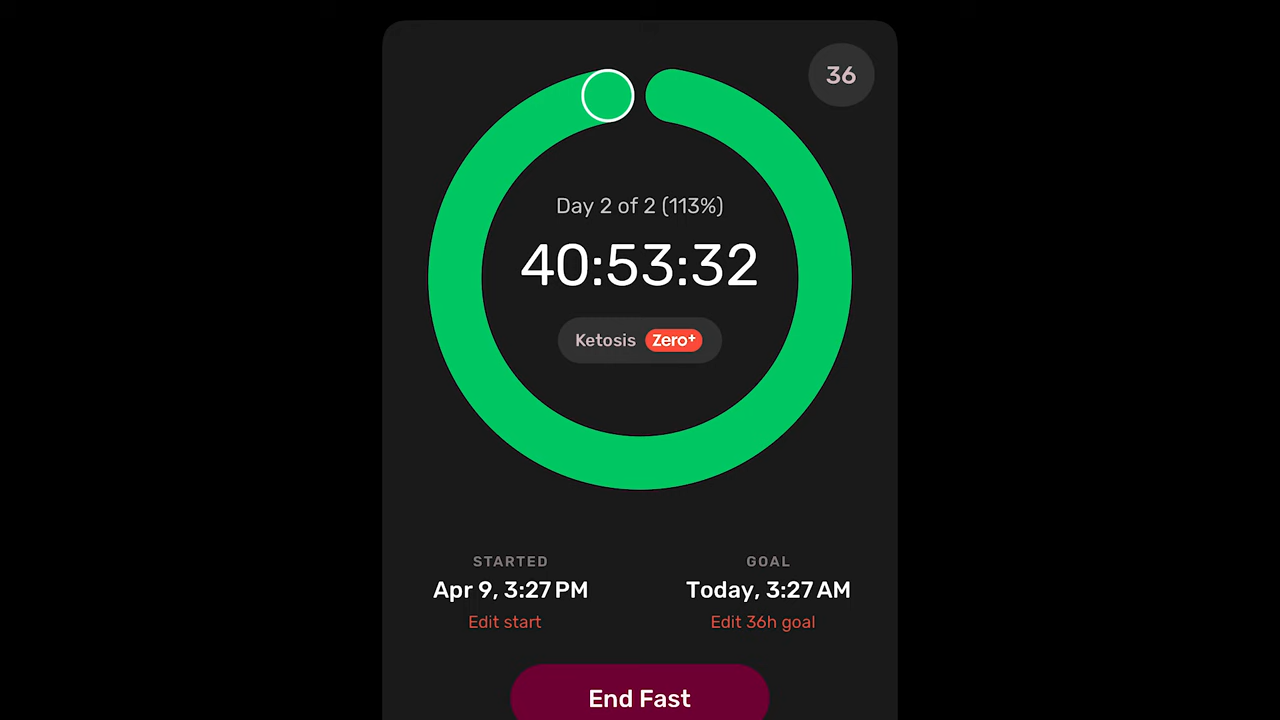 36
Day 2 of 2 (113%)
40:53:32
Ketosis Zero+
STARTED
Apr 9, 3:27 PM
Edit start
GOAL
Today, 3:27 AM
Edit 36h goal
End Fast